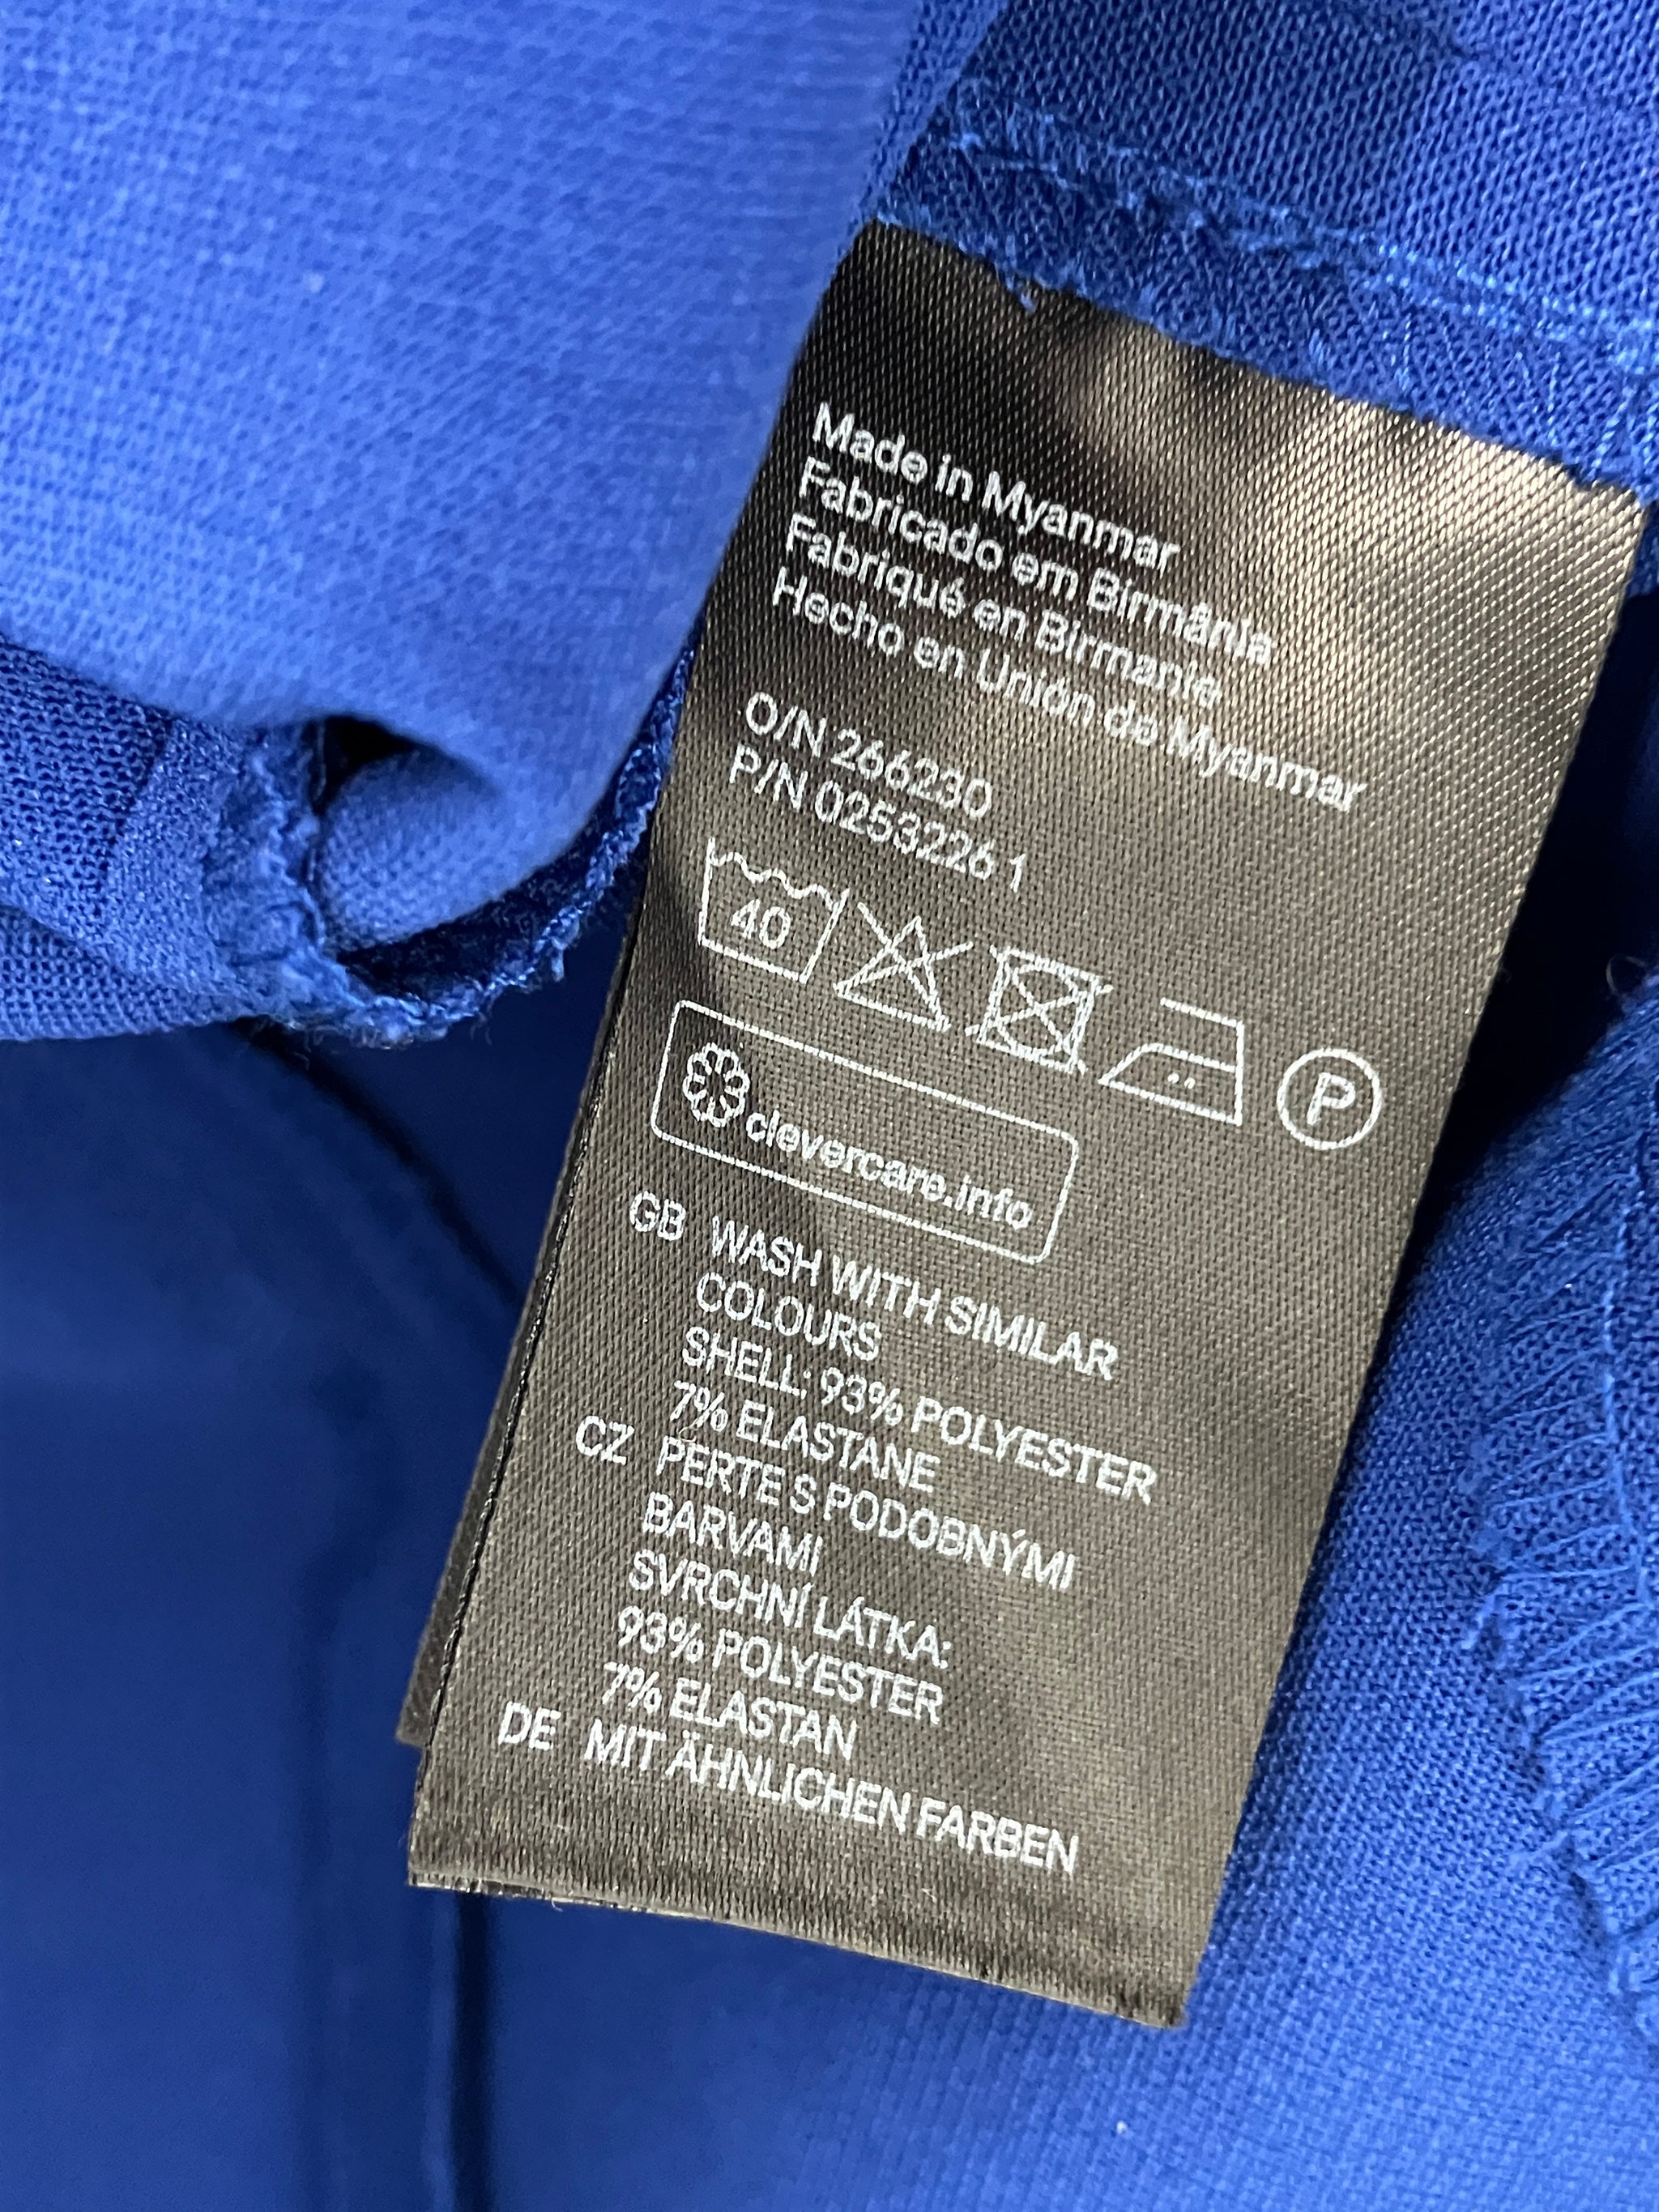 Made in Myanmar
Fabricado em Birmânia
Fabriqué en Birmanie
Hecho en Unión de Myanmar
O/N 266230
P/N 02532261
40
P
clevercare.info
GB WASH WITH SIMILAR
COLOURS
SHELL: 93% POLYESTER
7% ELASTANE
CZ PERTE S PODOBNÝMI
BARVAMI
SVRCHNÍ LÁTKA:
93% POLYESTER
7% ELASTAN
DE MIT ÄHNLICHEN FARBEN